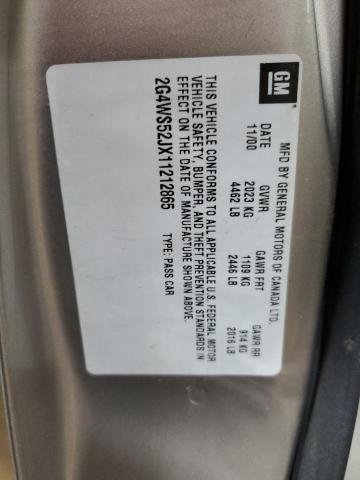 GM
MFD BY GENERAL MOTORS OF CANADA LTD.
DATE GVWR GAWR FRT GAWR RR
11/00 2023 KG 1109 KG 914 KG
4462 LB 2446 LB 2016 LB
THIS VEHICLE CONFORMS TO ALL APPLICABLE U.S. FEDERAL MOTOR
VEHICLE SAFETY, BUMPER, AND THEFT PREVENTION STANDARDS IN
EFFECT ON THE DATE OF MANUFACTURE SHOWN ABOVE.
2G4WS52JX11212865 TYPE: PASS CAR